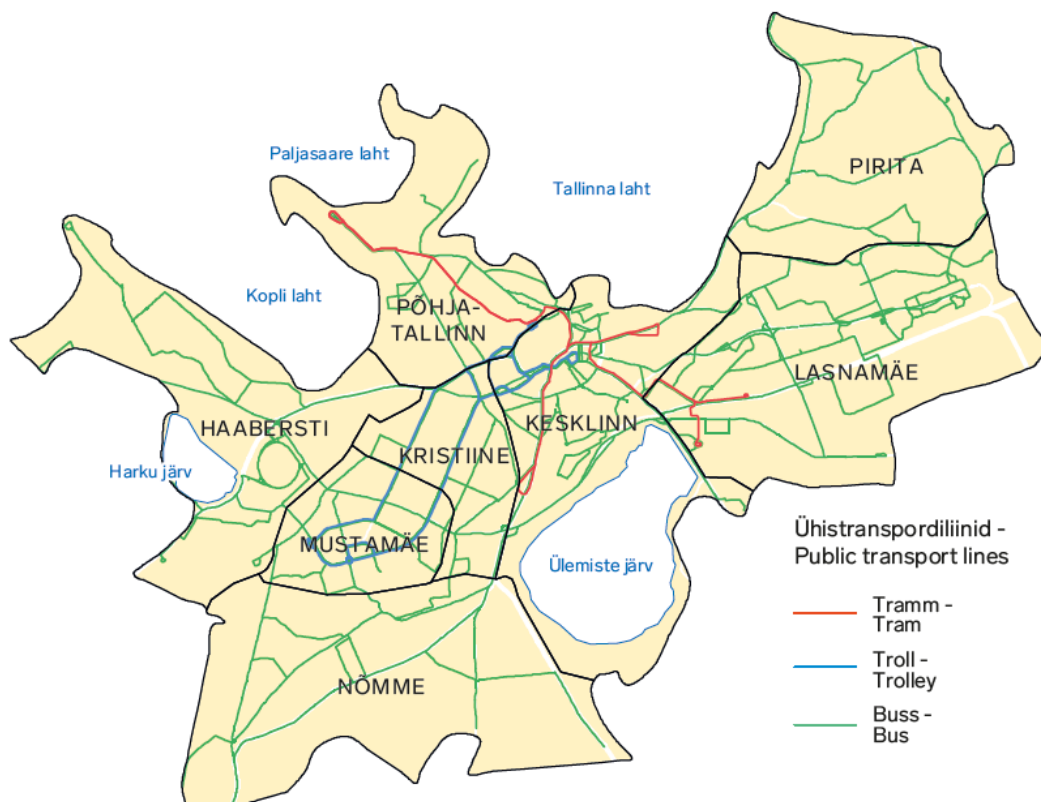 Paljasaare laht
Tallinna laht
PIRITA
Kopli laht
PÕHJA-
TALLINN
LASNAMÄE
HAABERSTI
KESKLINN
KRISTIINE
Harku järv
MUSTAMÄE
Ülemiste järv
NÕMME
Ühistranspordiliinid -
Public transport lines
Tramm -
Tram
Troll -
Trolley
Buss -
Bus